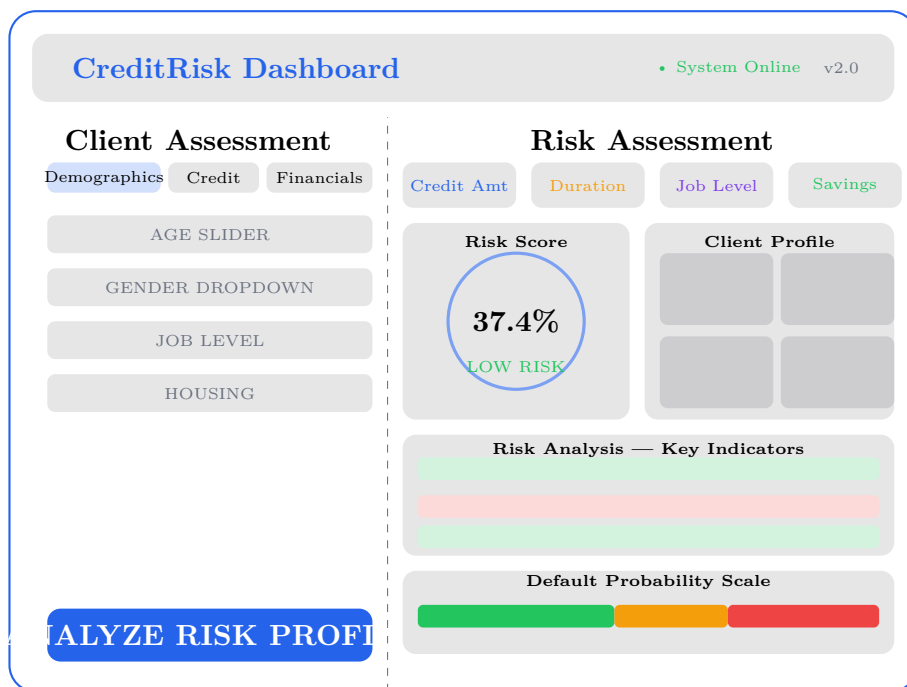 CreditRisk Dashboard
• System Online v2.0
Client Assessment
Demographics Credit Financials
AGE SLIDER
GENDER DROPDOWN
JOB LEVEL
HOUSING
ANALYZE RISK PROFI
Risk Assessment
Credit Amt Duration Job Level Savings
Risk Score
37.4%
LOW RISK
Client Profile
Risk Analysis — Key Indicators
Default Probability Scale